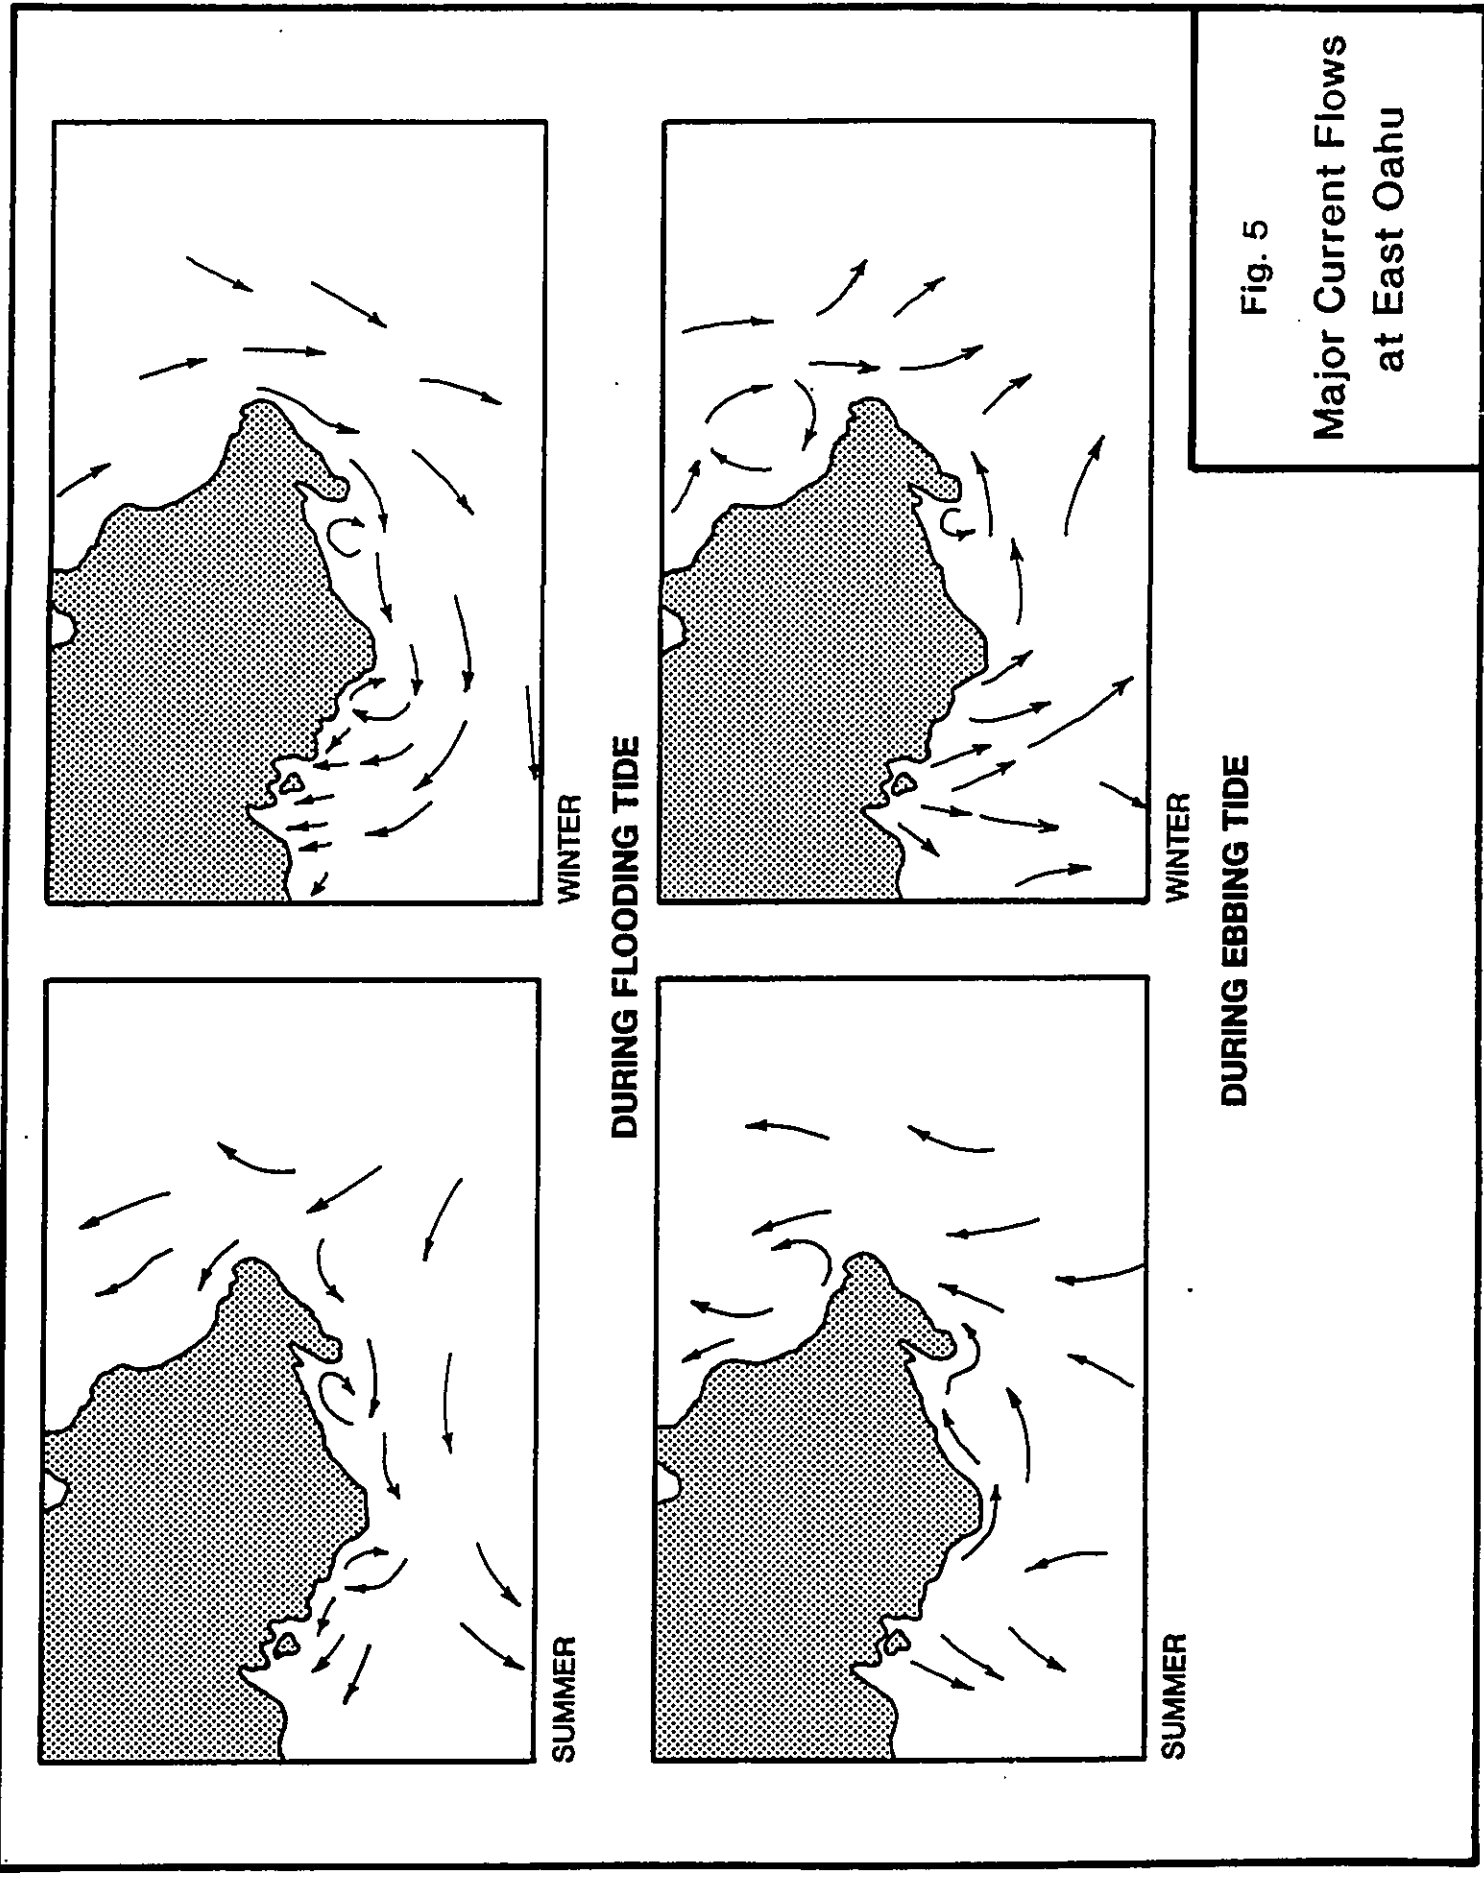 SUMMER
WINTER
DURING FLOODING TIDE
SUMMER
WINTER
DURING EBBING TIDE
Fig. 5
Major Current Flows
at East Oahu